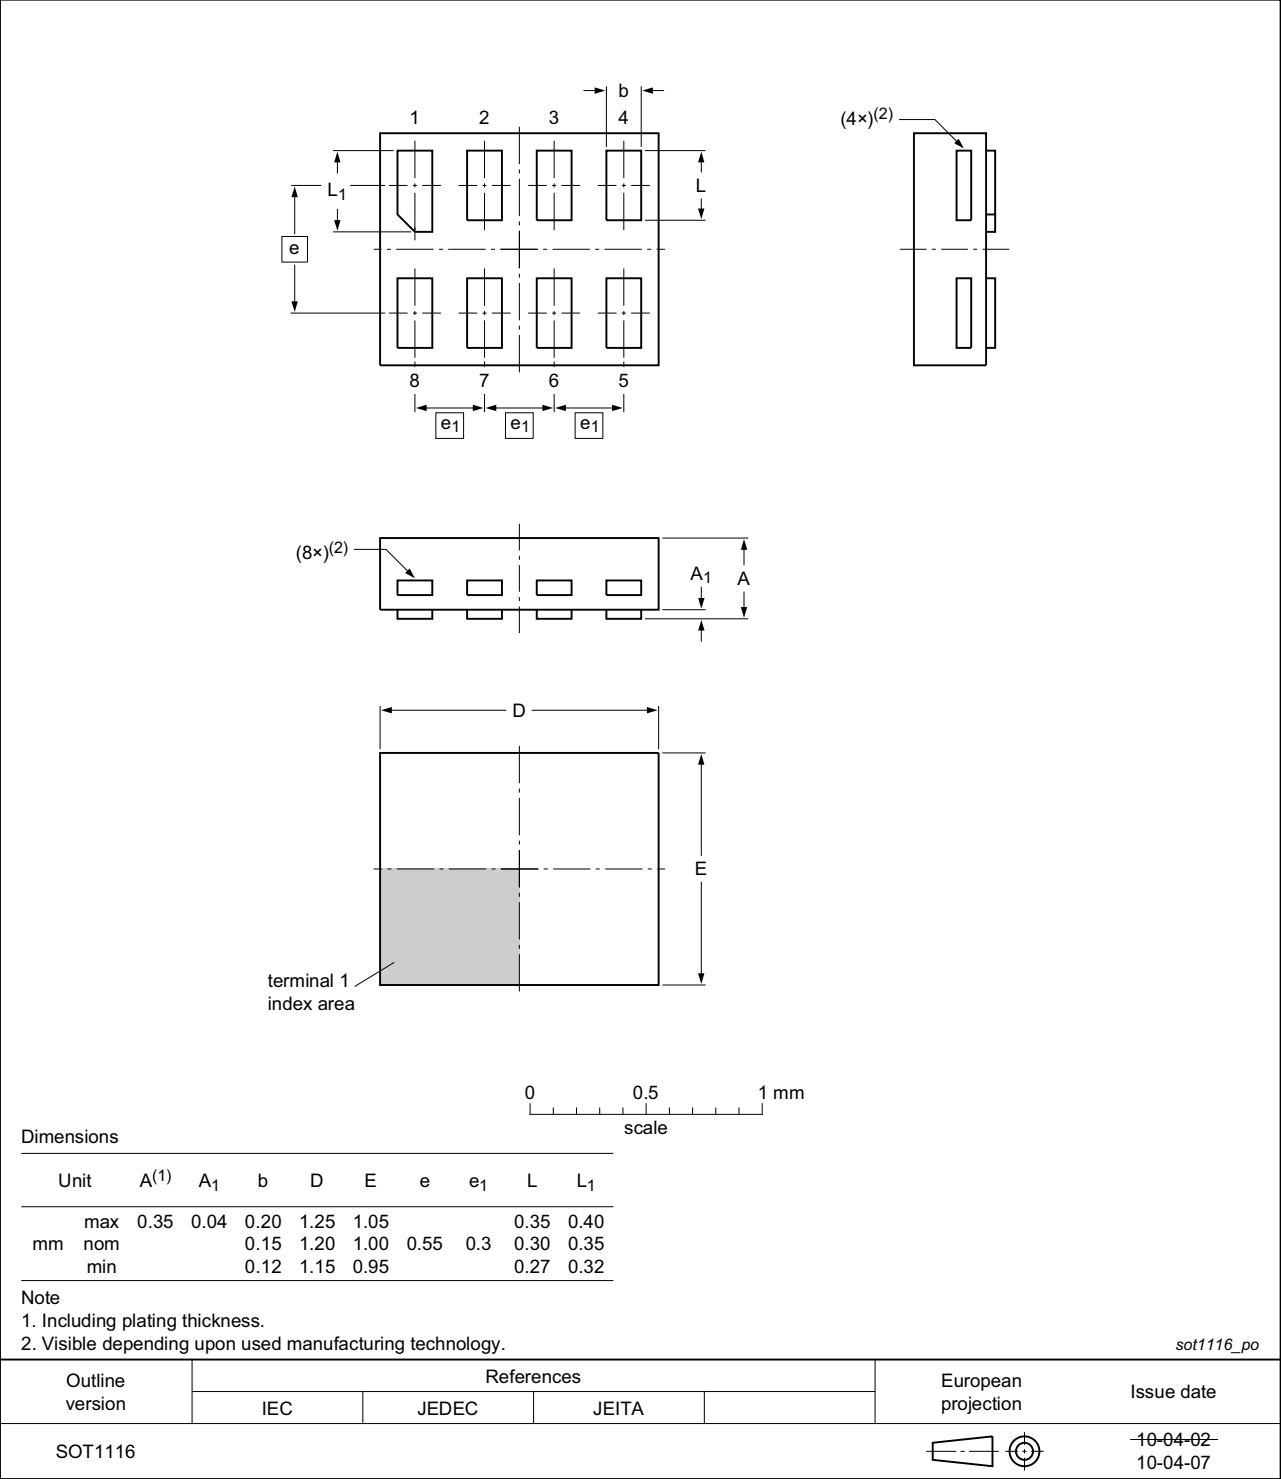 b
1 2 3 4
(4×)(2)
L1
L
e
8 7 6 5
e1 e1 e1
(8×)(2)
A1 A
D
E
terminal 1
index area
0 0.5 1 mm
scale
Dimensions
Unit A(1) A1 b D E e e1 L L1
max 0.35 0.04 0.20 1.25 1.05 0.35 0.40
mm nom 0.15 1.20 1.00 0.55 0.3 0.30 0.35
min 0.12 1.15 0.95 0.27 0.32
Note
1. Including plating thickness.
2. Visible depending upon used manufacturing technology.
sot1116_po
Outline
version
References
IEC JEDEC JEITA
European
projection
Issue date
SOT1116
10-04-02
10-04-07